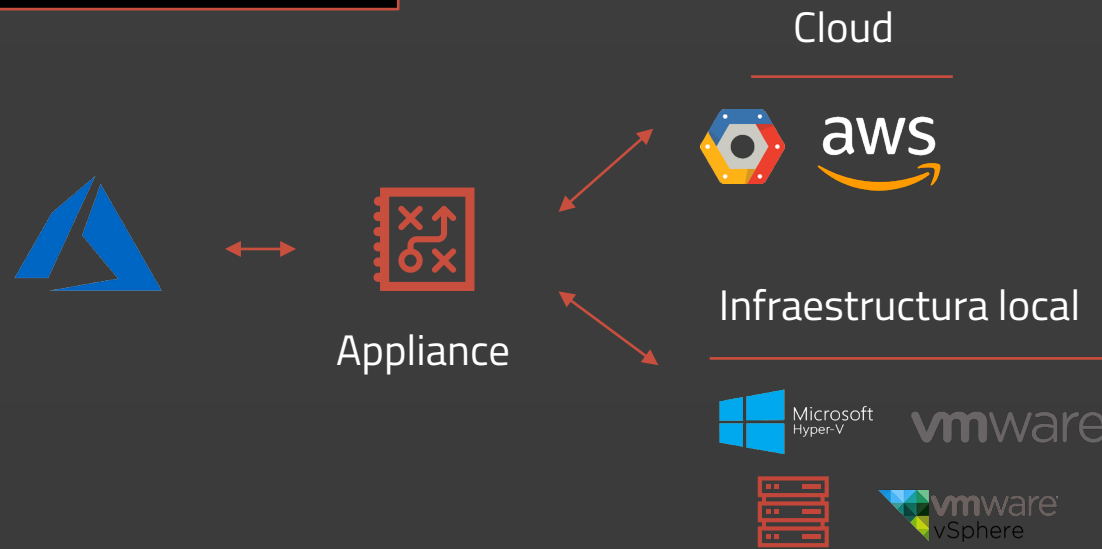 Cloud
aws
Appliance
Infraestructura local
Microsoft
Hyper-V
vmware
vmware
vSphere